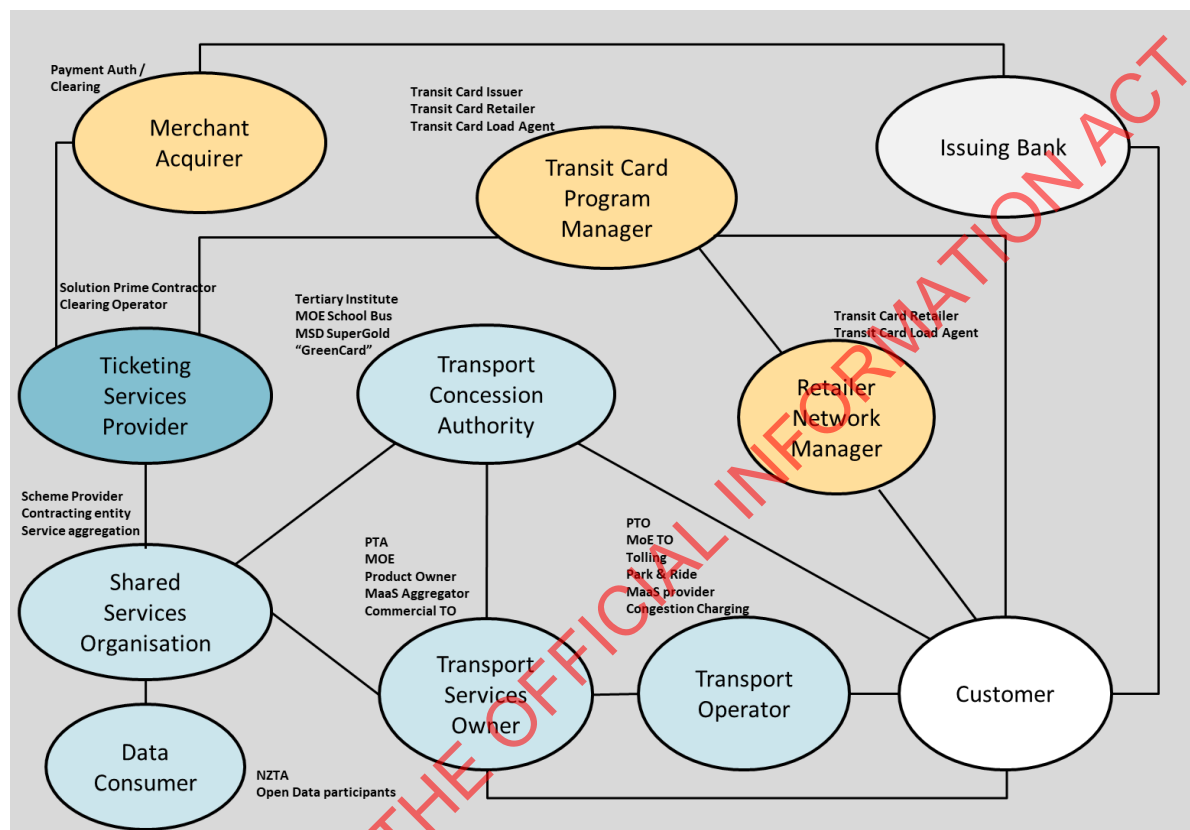 Payment Auth /
Clearing
Merchant
Acquirer
Transit Card Issuer
Transit Card Retailer
Transit Card Load Agent
Transit Card
Program
Manager
Issuing Bank
Solution Prime Contractor
Clearing Operator
Ticketing
Services
Provider
Tertiary Institute
MOE School Bus
MSD SuperGold
“GreenCard”
Transport
Concession
Authority
Transit Card Retailer
Transit Card Load Agent
Retailer
Network
Manager
Scheme Provider
Contracting entity
Service aggregation
Shared
Services
Organisation
PTA
MOE
Product Owner
MaaS Aggregator
Commercial TO
Transport
Services
Owner
PTO
MoE TO
Tolling
Park & Ride
MaaS provider
Congestion Charging
Transport
Operator
Customer
Data
Consumer
NZTA
Open Data participants
THE OFFICIAL INFORMATION ACT